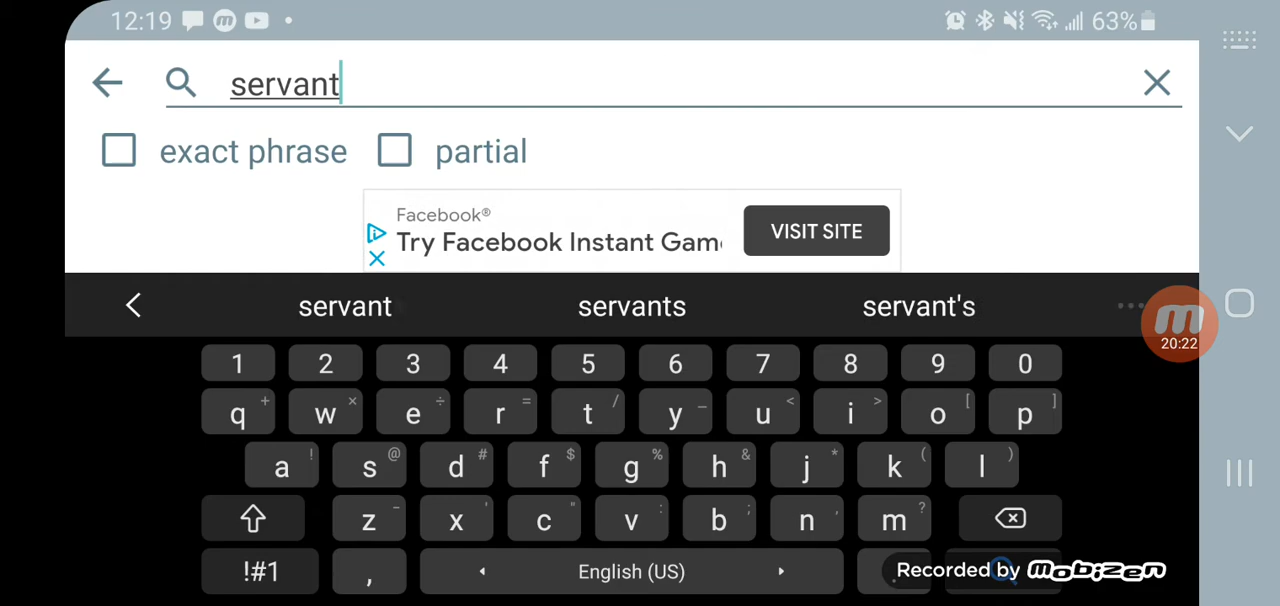 12:19 63%
servant
exact phrase partial
Facebook®
Try Facebook Instant Gam
VISIT SITE
servant servants servant's
20:22
1 2 3 4 5 6 7 8 9 0
q + w × e ÷ r = t / y _ u < i > o [ p ]
a ! s @ d # f $ g % h & j * k ( l )
z - x ' c " v : b ; n , m ?
!#1 , English (US) .
Recorded by mobizen